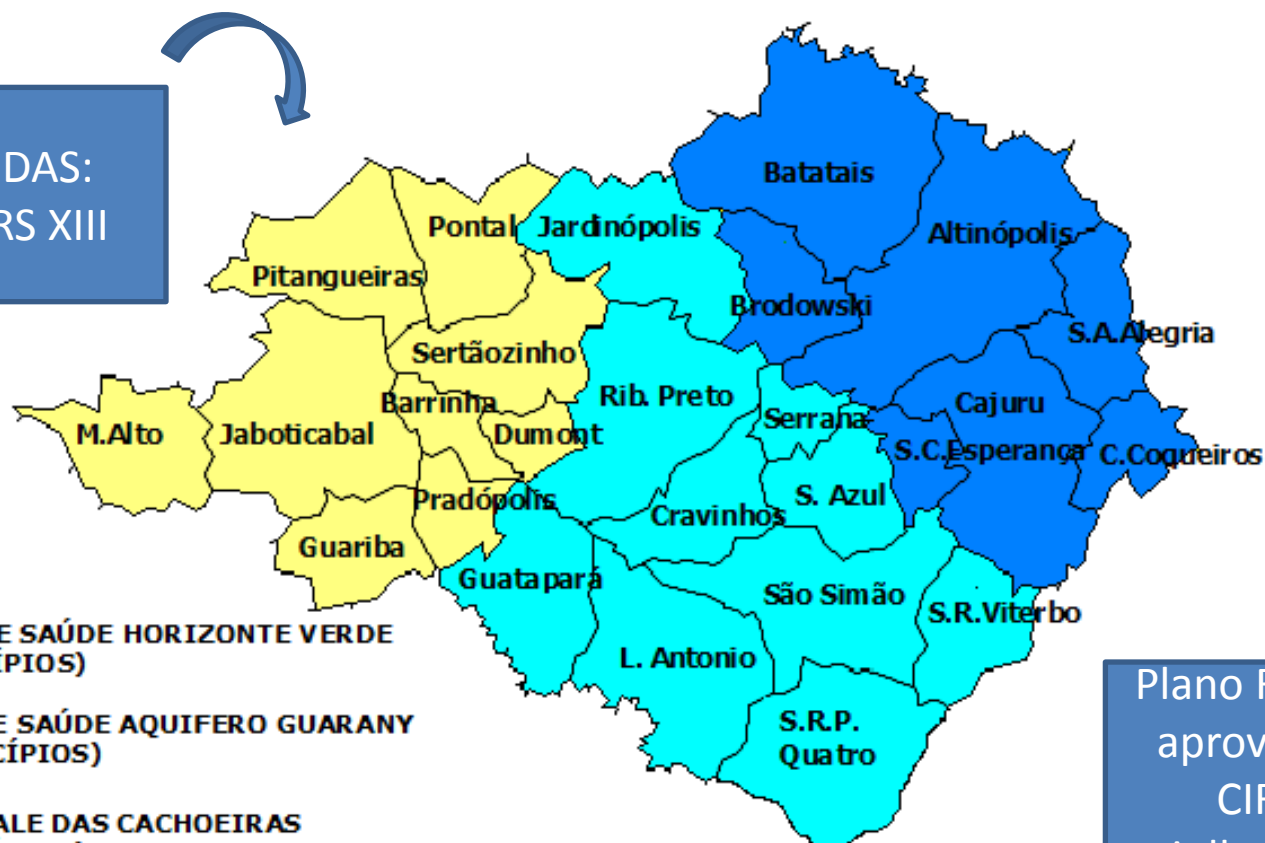 DAS:
RS XIII
Batatais
Pontal
Jardinópolis
Altinópolis
Pitangueiras
Brodowski
S.A.Alegria
Sertãozinho
Rib. Preto
Barrinha
Cajuru
Serrana
M.Alto
Jaboticabal
Dumont
S.C.Esperança
C.Coqueiros
Pradópolis
S. Azul
Cravinhos
Guariba
Guatapará
São Simão
S.R.Viterbo
L. Antonio
S.R.P.
Quatro
E SAÚDE HORIZONTE VERDE
ÍPIOS)
E SAÚDE AQUIFERO GUARANY
CÍPIOS)
ALE DAS CACHOEIRAS
Plano
aprov